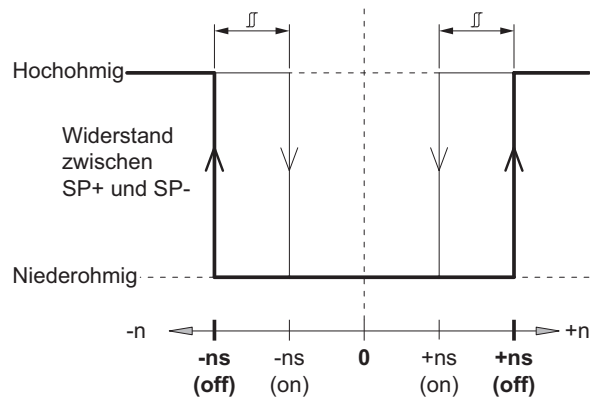 Hochohmig
Widerstand
zwischen
SP+ und SP-
Niederohmig
-n
+n
-ns
(off)
-ns
(on)
0
+ns
(on)
+ns
(off)